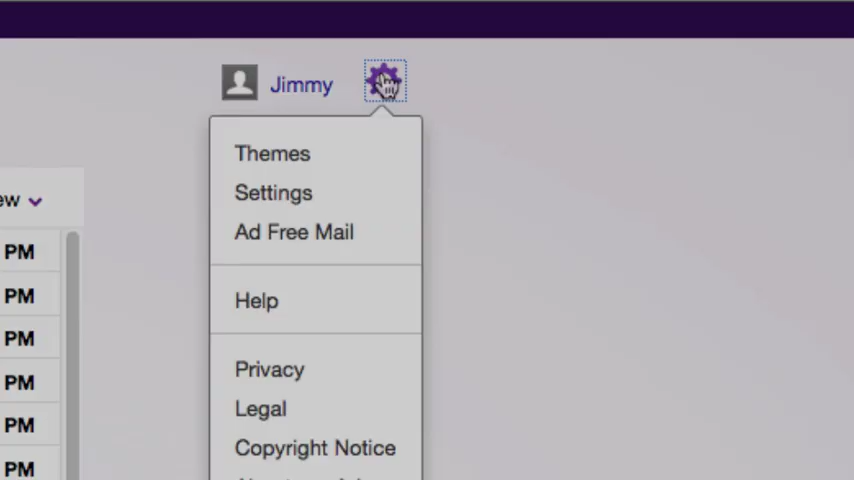 Jimmy
Themes
Settings
Ad Free Mail
ew
PM
PM
Help
PM
Privacy
PM
Legal
PM
Copyright Notice
PM